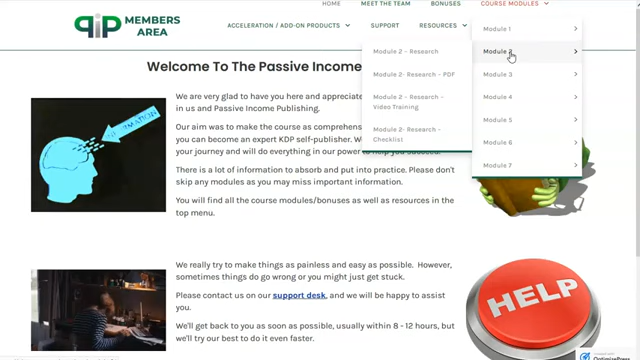 PIP MEMBERS AREA
HOME
MEET THE TEAM
BONUSES
COURSE MODULES
ACCELERATION / ADD-ON PRODUCTS
SUPPORT
RESOURCES
Module 1
Module 2
Module 3
Module 4
Module 5
Module 6
Module 7
Module 2 – Research
Module 2- Research – PDF
Module 2 – Research –
Video Training
Module 2- Research –
Checklist
Welcome To The Passive Income
We are very glad to have you here and appreciate
in us and Passive Income Publishing.
Our aim was to make the course as
you can become an expert KDP self-publisher.
your journey and will do everything in our power
There is a lot of information to absorb and put into practice. Please don't
skip any modules as you may miss important information.
You will find all the course modules/bonuses as well as resources in the
top menu.
INFORMATION
We really try to make things as painless and easy as possible. However,
sometimes things do go wrong or you might just get stuck.
Please contact us on our support desk, and we will be happy to assist
you.
We'll get back to you as soon as possible, usually within 8 - 12 hours, but
we'll try our best to do it even faster.
HELP
OptimizePress